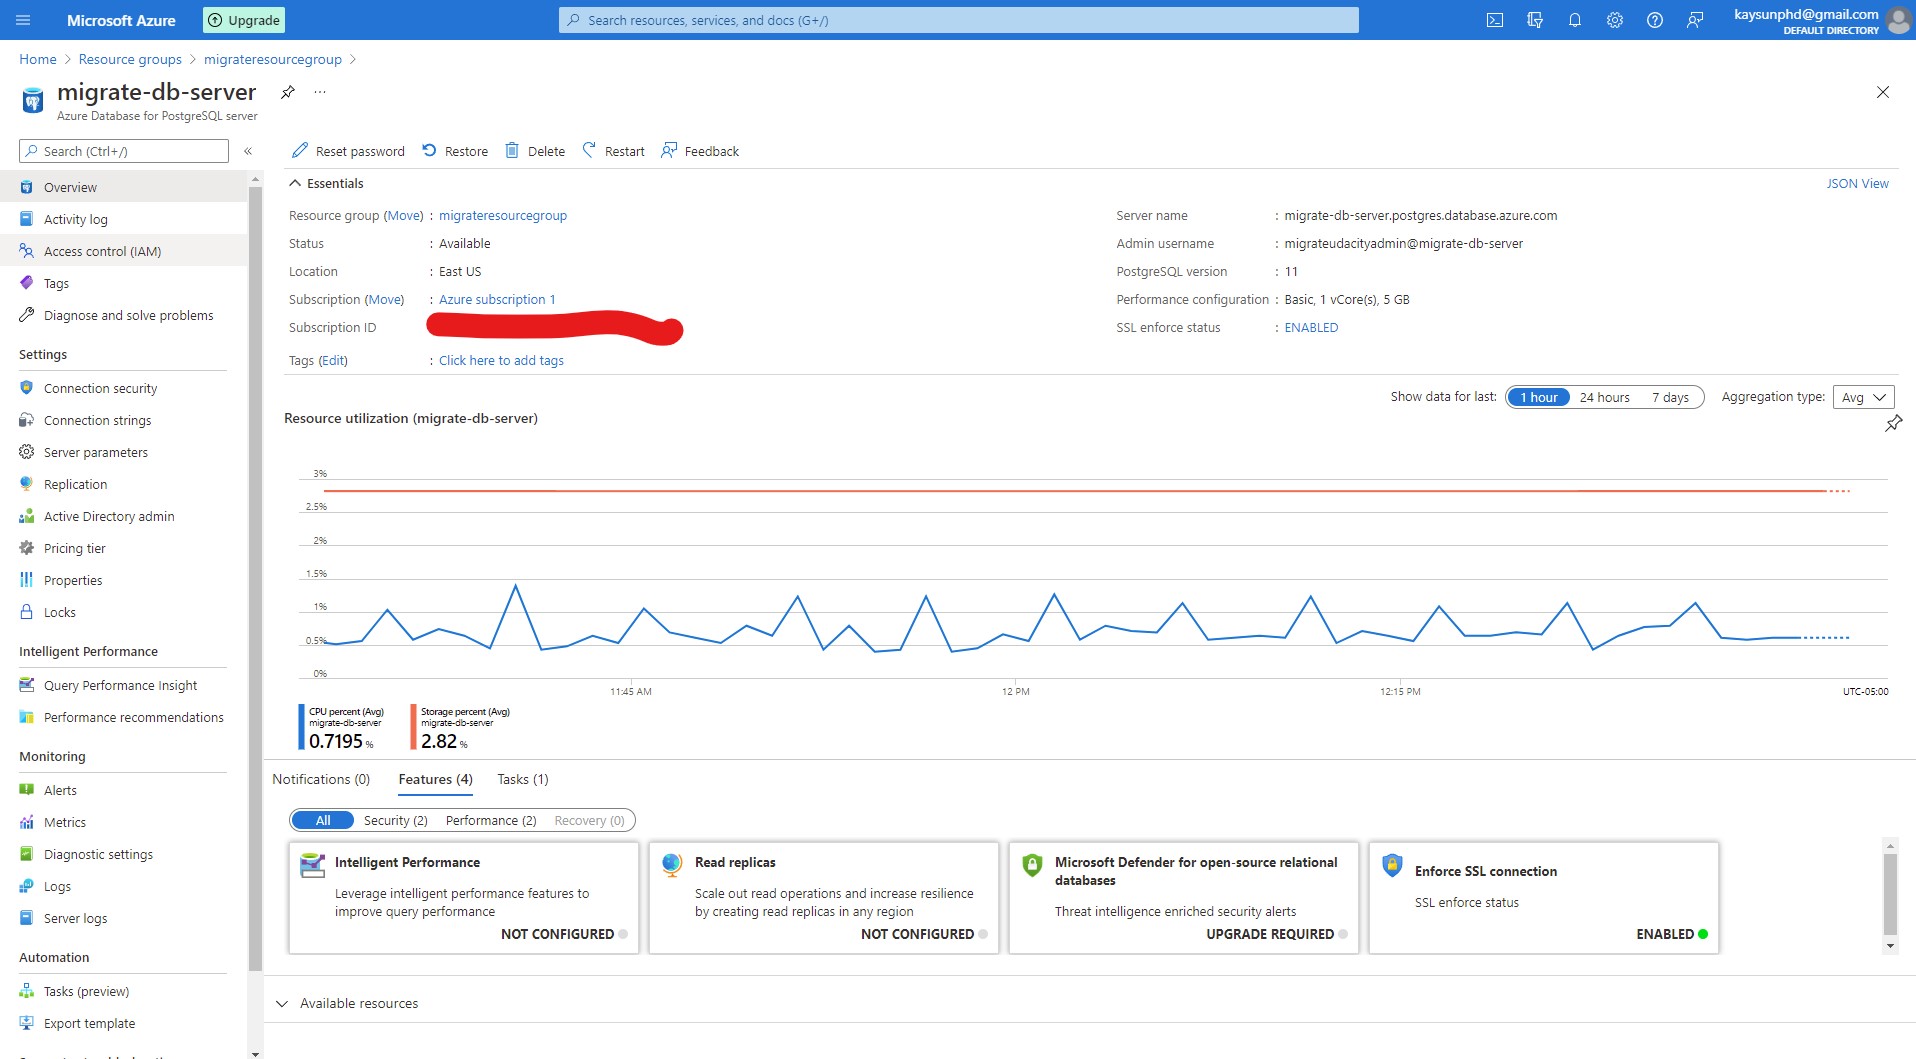 Microsoft Azure
Upgrade
Search resources, services, and docs (G+/)
kaysunphd@gmail.com
DEFAULT DIRECTORY
Home > Resource groups > migrateresourcegroup >
migrate-db-server
...
Azure Database for PostgreSQL server
Search (Ctrl+/)
«
Overview
Activity log
Access control (IAM)
Tags
Diagnose and solve problems
Settings
Connection security
Connection strings
Server parameters
Replication
Active Directory admin
Pricing tier
Properties
Locks
Intelligent Performance
Query Performance Insight
Performance recommendations
Monitoring
Alerts
Metrics
Diagnostic settings
Logs
Server logs
Automation
Tasks (preview)
Export template
Reset password Restore Delete Restart Feedback
Essentials
JSON View
Resource group (Move) : migrateresourcegroup
Status : Available
Location : East US
Subscription (Move) : Azure subscription 1
Subscription ID
Tags (Edit) : Click here to add tags
Server name : migrate-db-server.postgres.database.azure.com
Admin username : migrateudacityadmin@migrate-db-server
PostgreSQL version : 11
Performance configuration : Basic, 1 vCore(s), 5 GB
SSL enforce status : ENABLED
Show data for last: 1 hour 24 hours 7 days Aggregation type: Avg
Resource utilization (migrate-db-server)
3%
2.5%
2%
1.5%
1%
0.5%
0%
11:45 AM 12 PM 12:15 PM UTC-05:00
CPU percent (Avg)
migrate-db-server
0.7195 %
Storage percent (Avg)
migrate-db-server
2.82 %
Notifications (0) Features (4) Tasks (1)
All Security (2) Performance (2) Recovery (0)
Intelligent Performance
Leverage intelligent performance features to
improve query performance
NOT CONFIGURED
Read replicas
Scale out read operations and increase resilience
by creating read replicas in any region
NOT CONFIGURED
Microsoft Defender for open-source relational
databases
Threat intelligence enriched security alerts
UPGRADE REQUIRED
Enforce SSL connection
SSL enforce status
ENABLED
Available resources